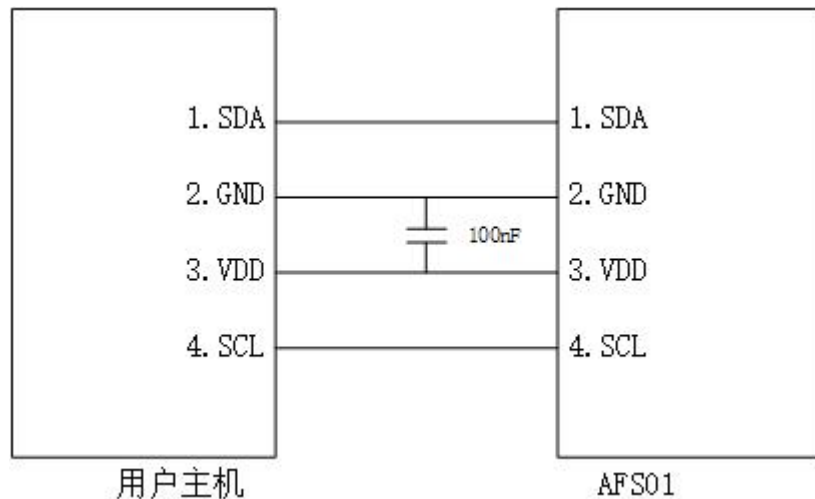 1.SDA
1.SDA
2.GND
2.GND
100nF
3.VDD
3.VDD
4.SCL
4.SCL
用户主机
AFS01